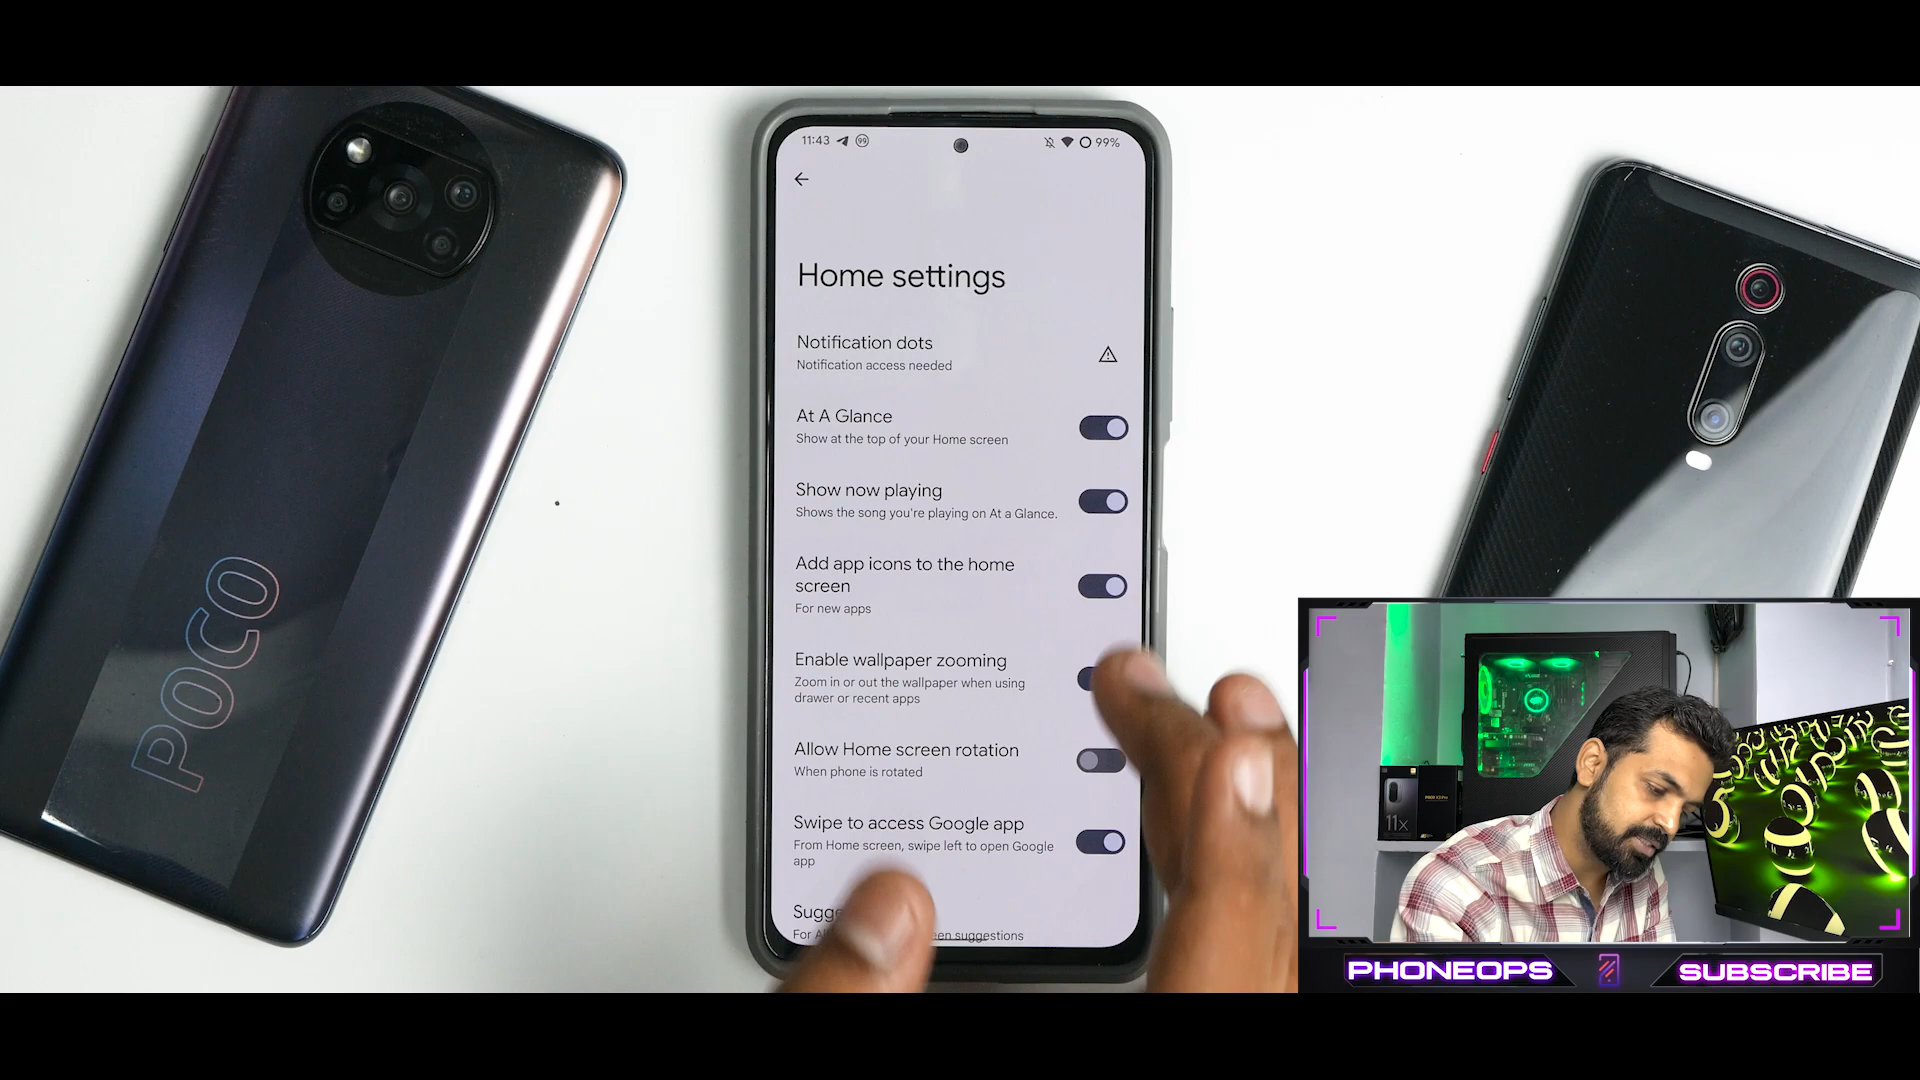 POCO
11:43 99 99%
Home settings
Notification dots
Notification access needed
At A Glance
Show at the top of your Home screen
Show now playing
Shows the song you're playing on At a Glance.
Add app icons to the home
screen
For new apps
Enable wallpaper zooming
Zoom in or out the wallpaper when using
drawer or recent apps
Allow Home screen rotation
When phone is rotated
Swipe to access Google app
From Home screen, swipe left to open Google
app
suggestions
11x
PHONEOPS
SUBSCRIBE